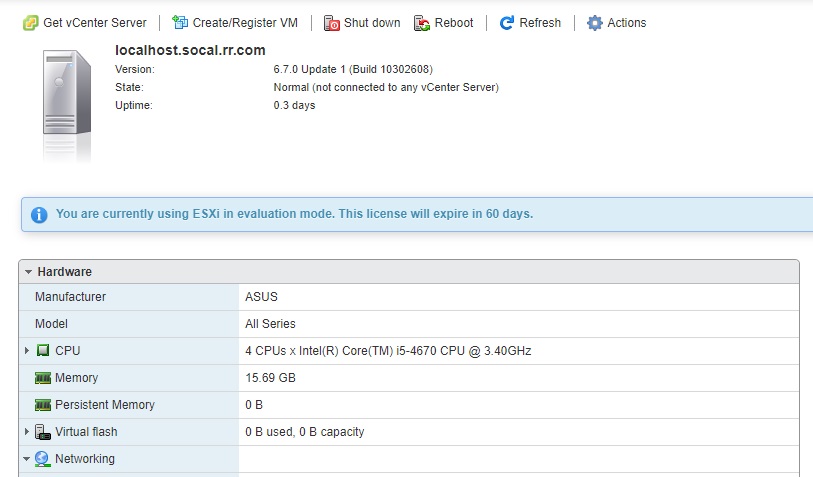 Get vCenter Server Create/Register VM Shut down Reboot Refresh Actions
localhost.socal.rr.com
Version: 6.7.0 Update 1 (Build 10302608)
State: Normal (not connected to any vCenter Server)
Uptime: 0.3 days
You are currently using ESXi in evaluation mode. This license will expire in 60 days.
Hardware
Manufacturer ASUS
Model All Series
CPU 4 CPUs x Intel(R) Core(TM) i5-4670 CPU @ 3.40GHz
Memory 15.69 GB
Persistent Memory 0 B
Virtual flash 0 B used, 0 B capacity
Networking